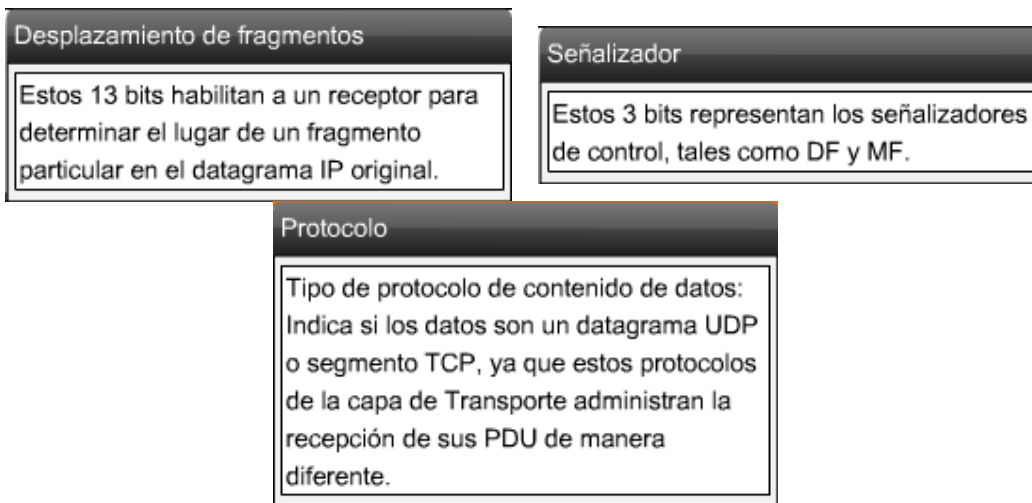 Desplazamiento de fragmentos
Estos 13 bits habilitan a un receptor para
determinar el lugar de un fragmento
particular en el datagrama IP original.
Señalizador
Estos 3 bits representan los señalizadores
de control, tales como DF y MF.
Protocolo
Tipo de protocolo de contenido de datos:
Indica si los datos son un datagrama UDP
o segmento TCP, ya que estos protocolos
de la capa de Transporte administran la
recepción de sus PDU de manera
diferente.